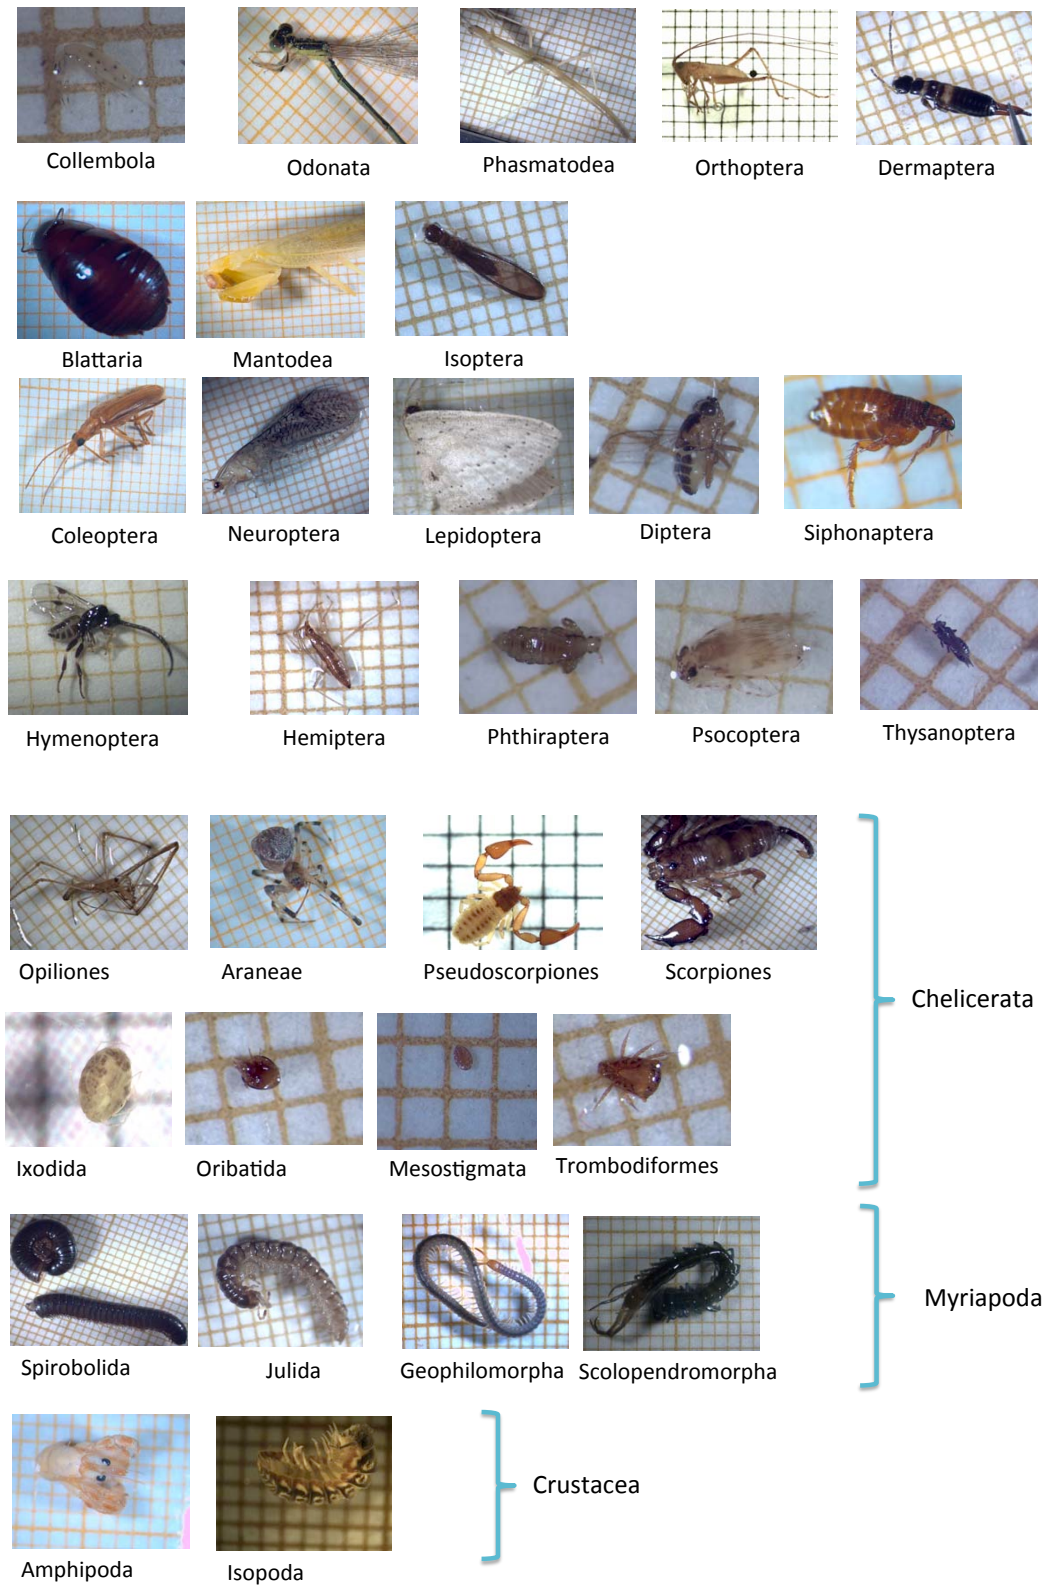 Collembola
Odonata
Phasmatodea
Orthoptera
Dermaptera
Blattaria
Mantodea
Isoptera
Coleoptera
Neuroptera
Lepidoptera
Diptera
Siphonaptera
Hymenoptera
Hemiptera
Phthiraptera
Psocoptera
Thysanoptera
Opiliones
Araneae
Pseudoscorpiones
Scorpiones
Chelicerata
Ixodida
Oribatida
Mesostigmata
Trombodiformes
Myriapoda
Spirobolida
Julida
Geophilomorpha
Scolopendromorpha
Crustacea
Amphipoda
Isopoda